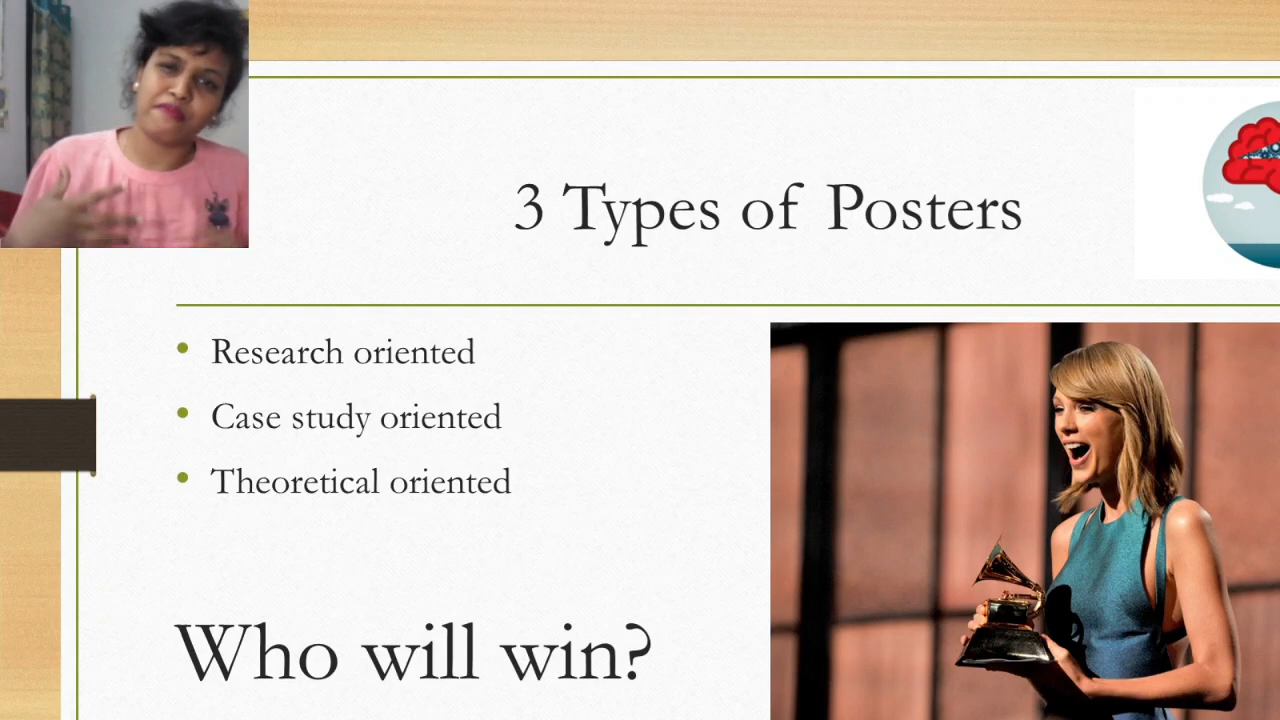 3 Types of Posters
Research oriented
Case study oriented
Theoretical oriented
Who will win?